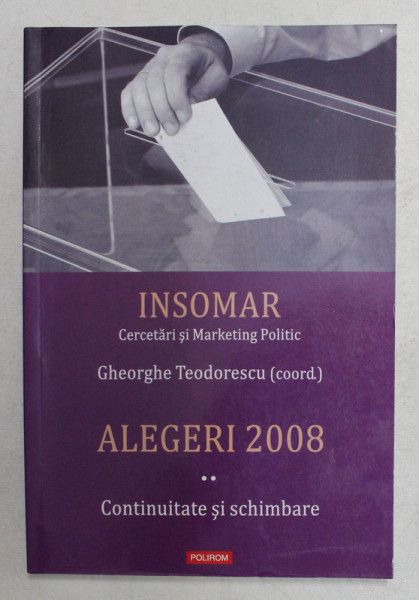 INSOMAR
Cercetări și Marketing Politic
Gheorghe Teodorescu (coord.)
ALEGERI 2008
••
Continuitate și schimbare
POLIROM